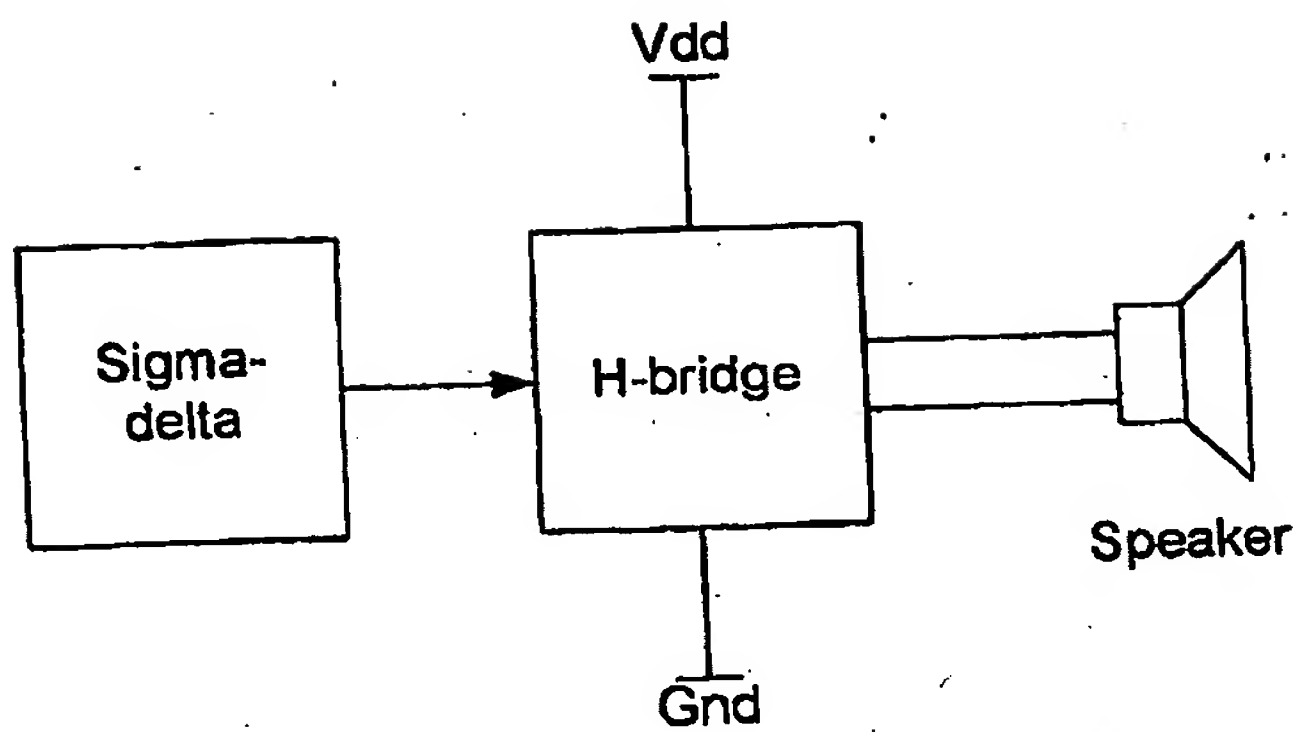 Vdd
Sigma-
delta
H-bridge
Speaker
Gnd